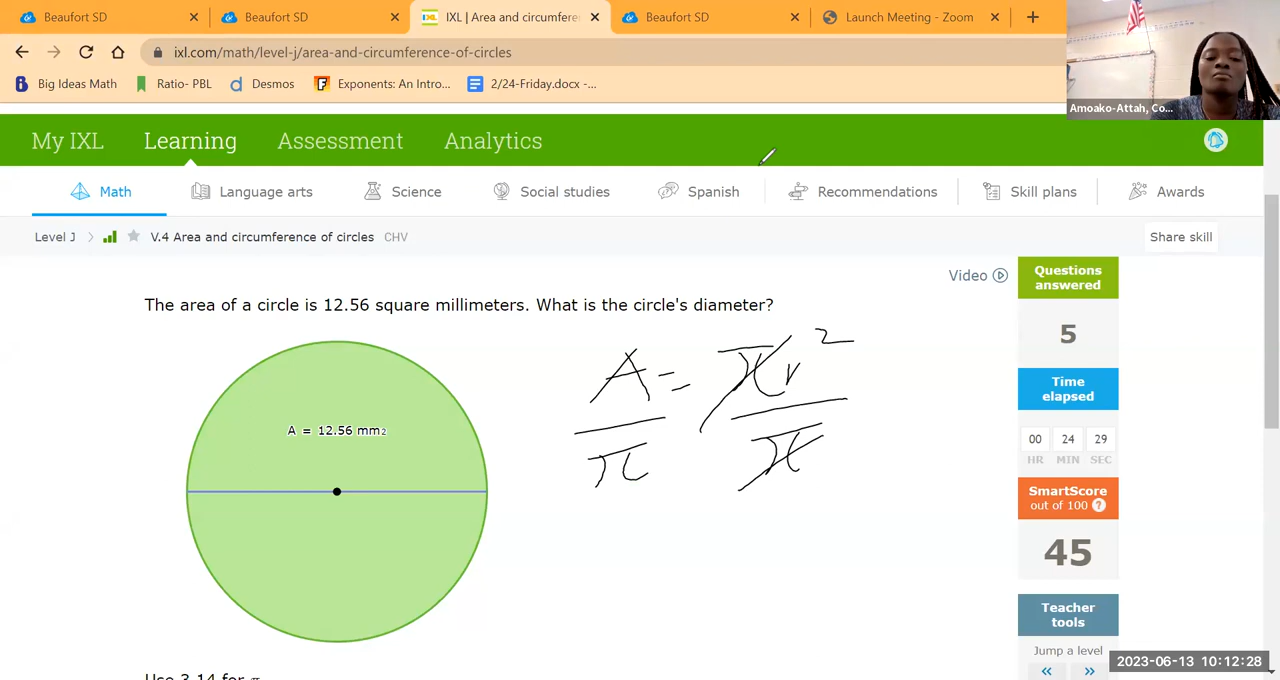 Beaufort SD
Beaufort SD
IXL | Area and circumfere
Beaufort SD
Launch Meeting - Zoom
ixl.com/math/level-j/area-and-circumference-of-circles
Big Ideas Math
Ratio- PBL
Desmos
Exponents: An Intro...
2/24-Friday.docx -...
Amoako-Attah, Co...
My IXL
Learning
Assessment
Analytics
Math
Language arts
Science
Social studies
Spanish
Recommendations
Skill plans
Awards
Level J
V.4 Area and circumference of circles
CHV
Share skill
Video
The area of a circle is 12.56 square millimeters. What is the circle's diameter?
A = 12.56 mm2
A = πr²
π π
Questions
answered
5
Time
elapsed
00 24 29
HR MIN SEC
SmartScore
out of 100 ?
45
Teacher
tools
Jump a level
<< >>
Use 3.14 for π
2023-06-13 10:12:28